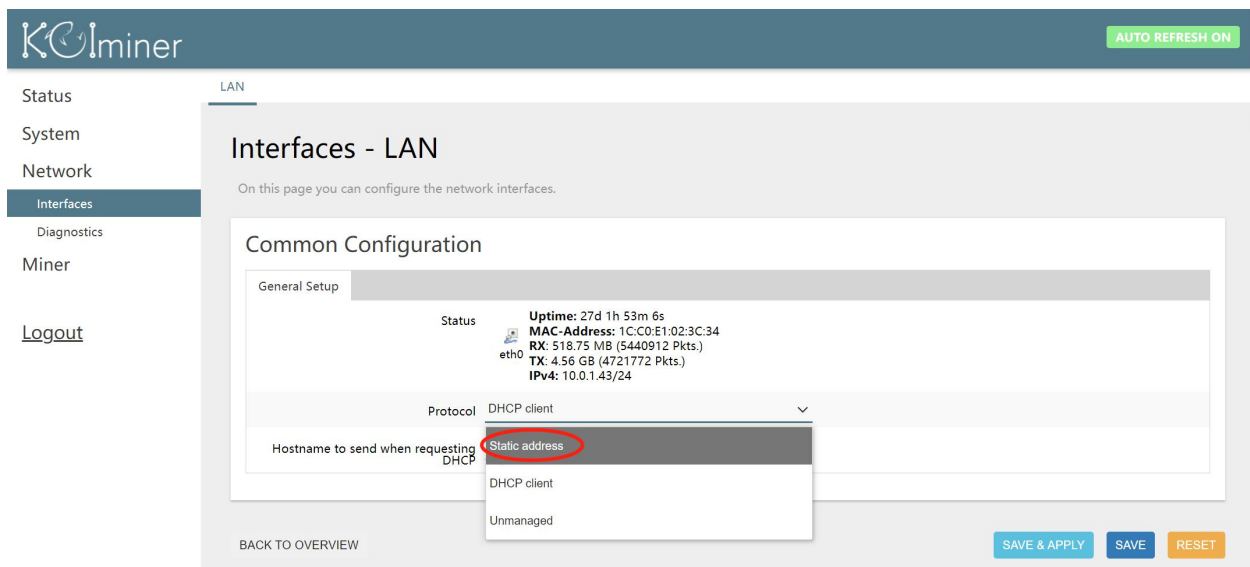 KOlminer
AUTO REFRESH ON
Status
System
Network
Interfaces
Diagnostics
Miner
Logout
LAN
Interfaces - LAN
On this page you can configure the network interfaces.
Common Configuration
General Setup
Status
eth0
Uptime: 27d 1h 53m 6s
MAC-Address: 1C:C0:E1:02:3C:34
RX: 518.75 MB (5440912 Pkts.)
TX: 4.56 GB (4721772 Pkts.)
IPv4: 10.0.1.43/24
Protocol
DHCP client
Hostname to send when requesting
DHCP
Static address
DHCP client
Unmanaged
BACK TO OVERVIEW
SAVE & APPLY
SAVE
RESET